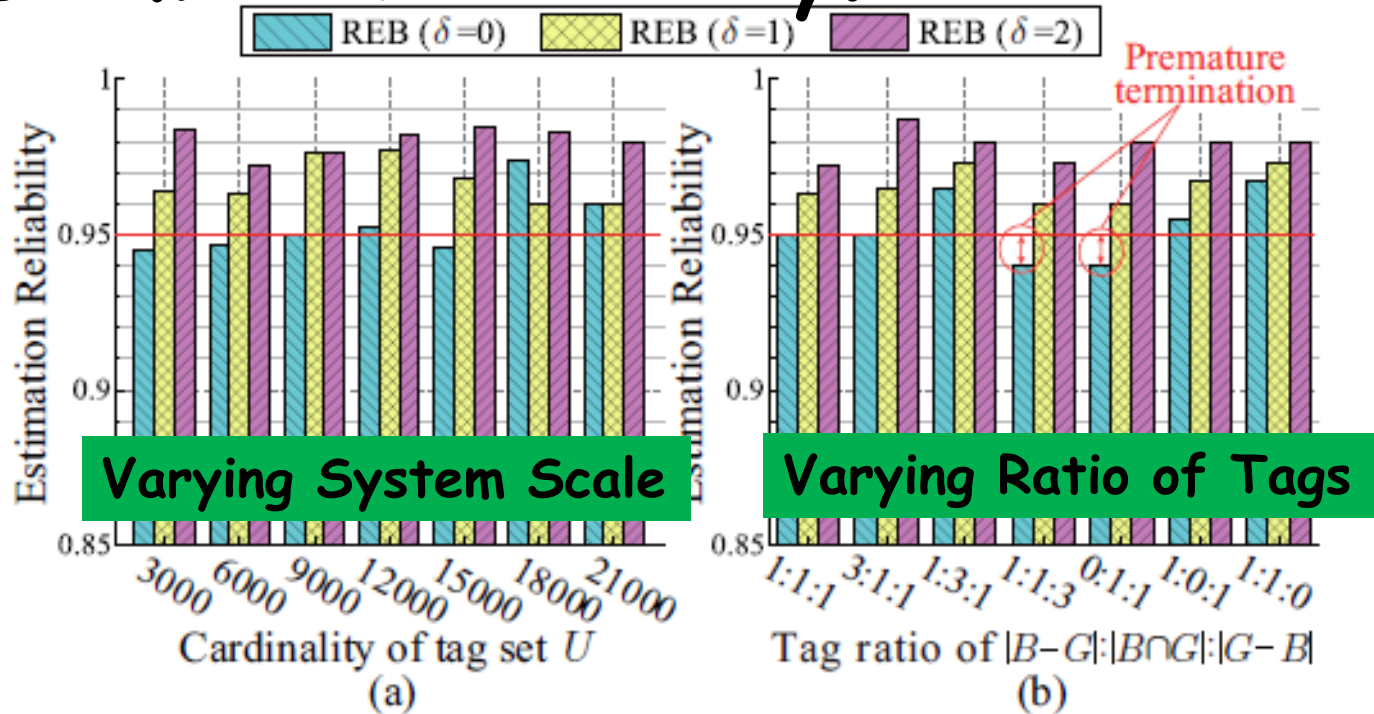 REB (δ=0) REB (δ=1) REB (δ=2)
Premature
termination
1
0.95
0.9
0.85
Estimation Reliability
Varying System Scale
3000 6000 9000 12000 15000 18000 21000
Cardinality of tag set U
(a)
1
0.95
0.9
0.85
Estimation Reliability
Varying Ratio of Tags
1:1:1 3:1:1 1:3:1 1:1:3 0:1:1 1:0:1 1:1:0
Tag ratio of |B−G|:|B∩G|:|G−B|
(b)